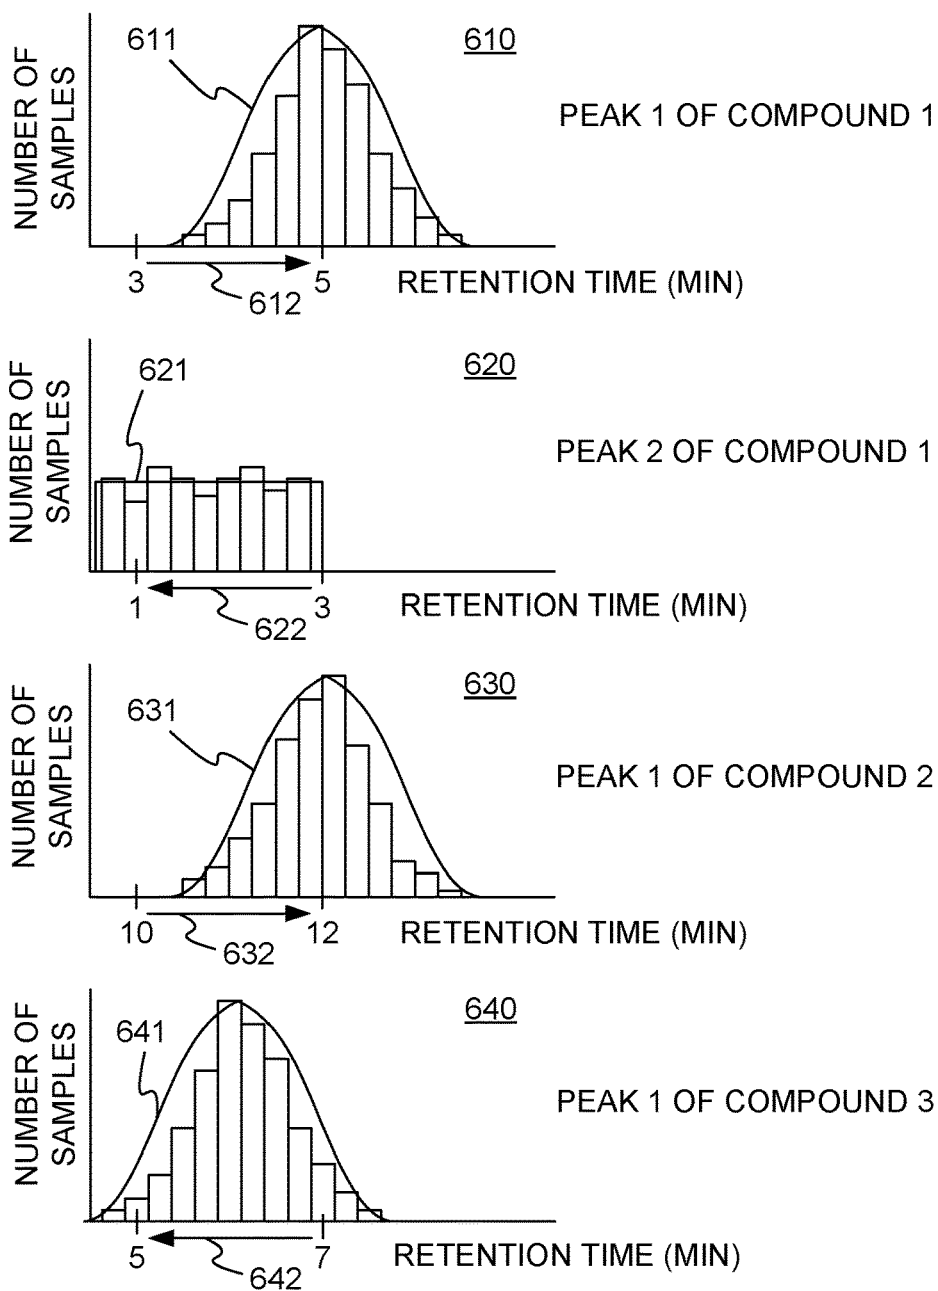 611
610
NUMBER OF
SAMPLES
PEAK 1 OF COMPOUND 1
3
5
RETENTION TIME (MIN)
612
621
620
NUMBER OF
SAMPLES
PEAK 2 OF COMPOUND 1
1
3
RETENTION TIME (MIN)
622
631
630
NUMBER OF
SAMPLES
PEAK 1 OF COMPOUND 2
10
12
RETENTION TIME (MIN)
632
641
640
NUMBER OF
SAMPLES
PEAK 1 OF COMPOUND 3
5
7
RETENTION TIME (MIN)
642